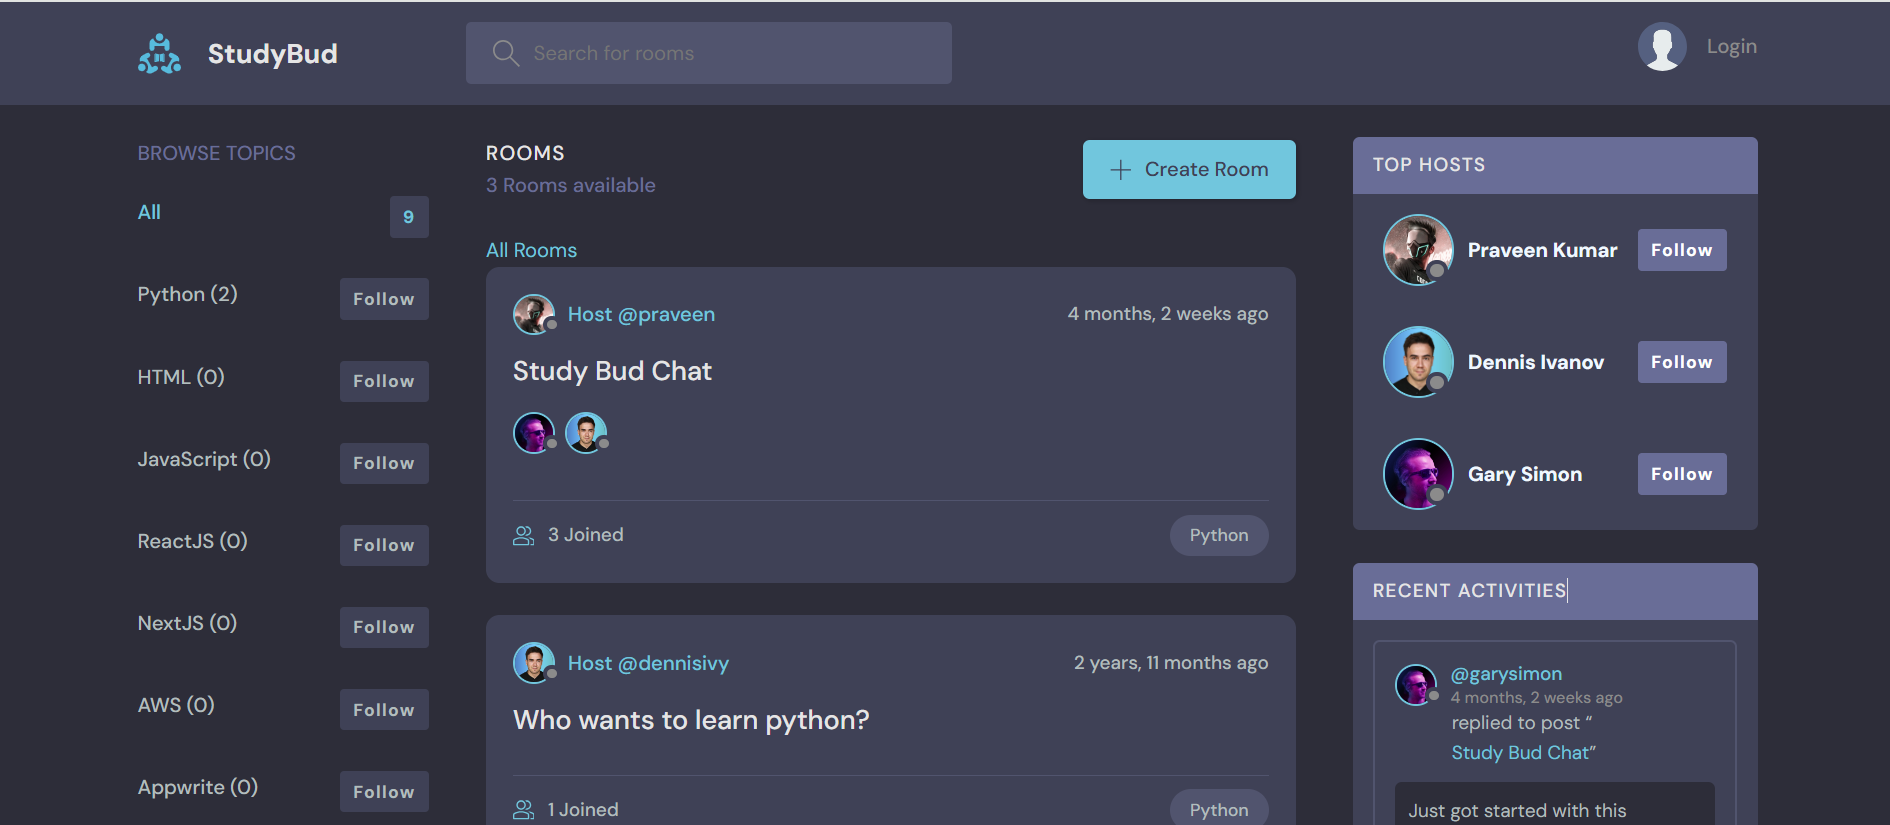 StudyBud
Search for rooms
Login
BROWSE TOPICS
All 9
Python (2) Follow
HTML (0) Follow
JavaScript (0) Follow
ReactJS (0) Follow
NextJS (0) Follow
AWS (0) Follow
Appwrite (0) Follow
ROOMS
3 Rooms available
Create Room
All Rooms
Host @praveen 4 months, 2 weeks ago
Study Bud Chat
3 Joined Python
Host @dennisivy 2 years, 11 months ago
Who wants to learn python?
1 Joined Python
TOP HOSTS
Praveen Kumar Follow
Dennis Ivanov Follow
Gary Simon Follow
RECENT ACTIVITIES
@garysimon
4 months, 2 weeks ago
replied to post “
Study Bud Chat”
Just got started with this